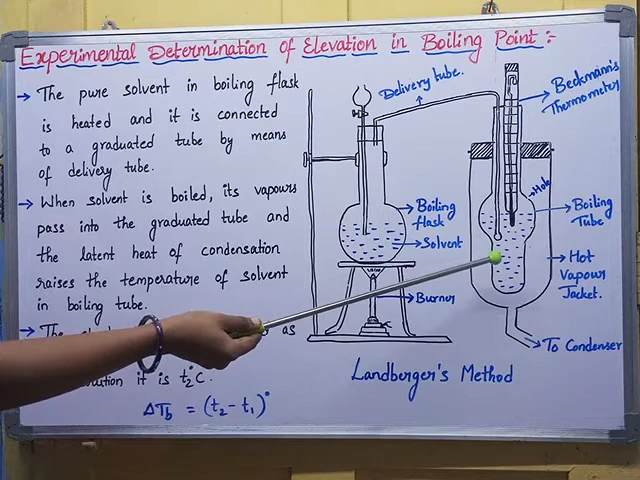 Experimental Determination of Elevation in Boiling Point :-
→ The pure solvent in boiling flask
is heated and it is connected
to a graduated tube by means
of delivery tube.
→ When solvent is boiled, its vapours
pass into the graduated tube and
the latent heat of condensation
raises the temperature of solvent
in boiling tube.
→ The
as
it is t₂°C.
ΔTb = (t₂ - t₁)°
Delivery tube.
Beckmann's
Thermometer
Hole
Boiling
flask
Solvent
Boiling
Tube
Hot
Vapour
Jacket.
Burner
To Condenser
Landberger's Method